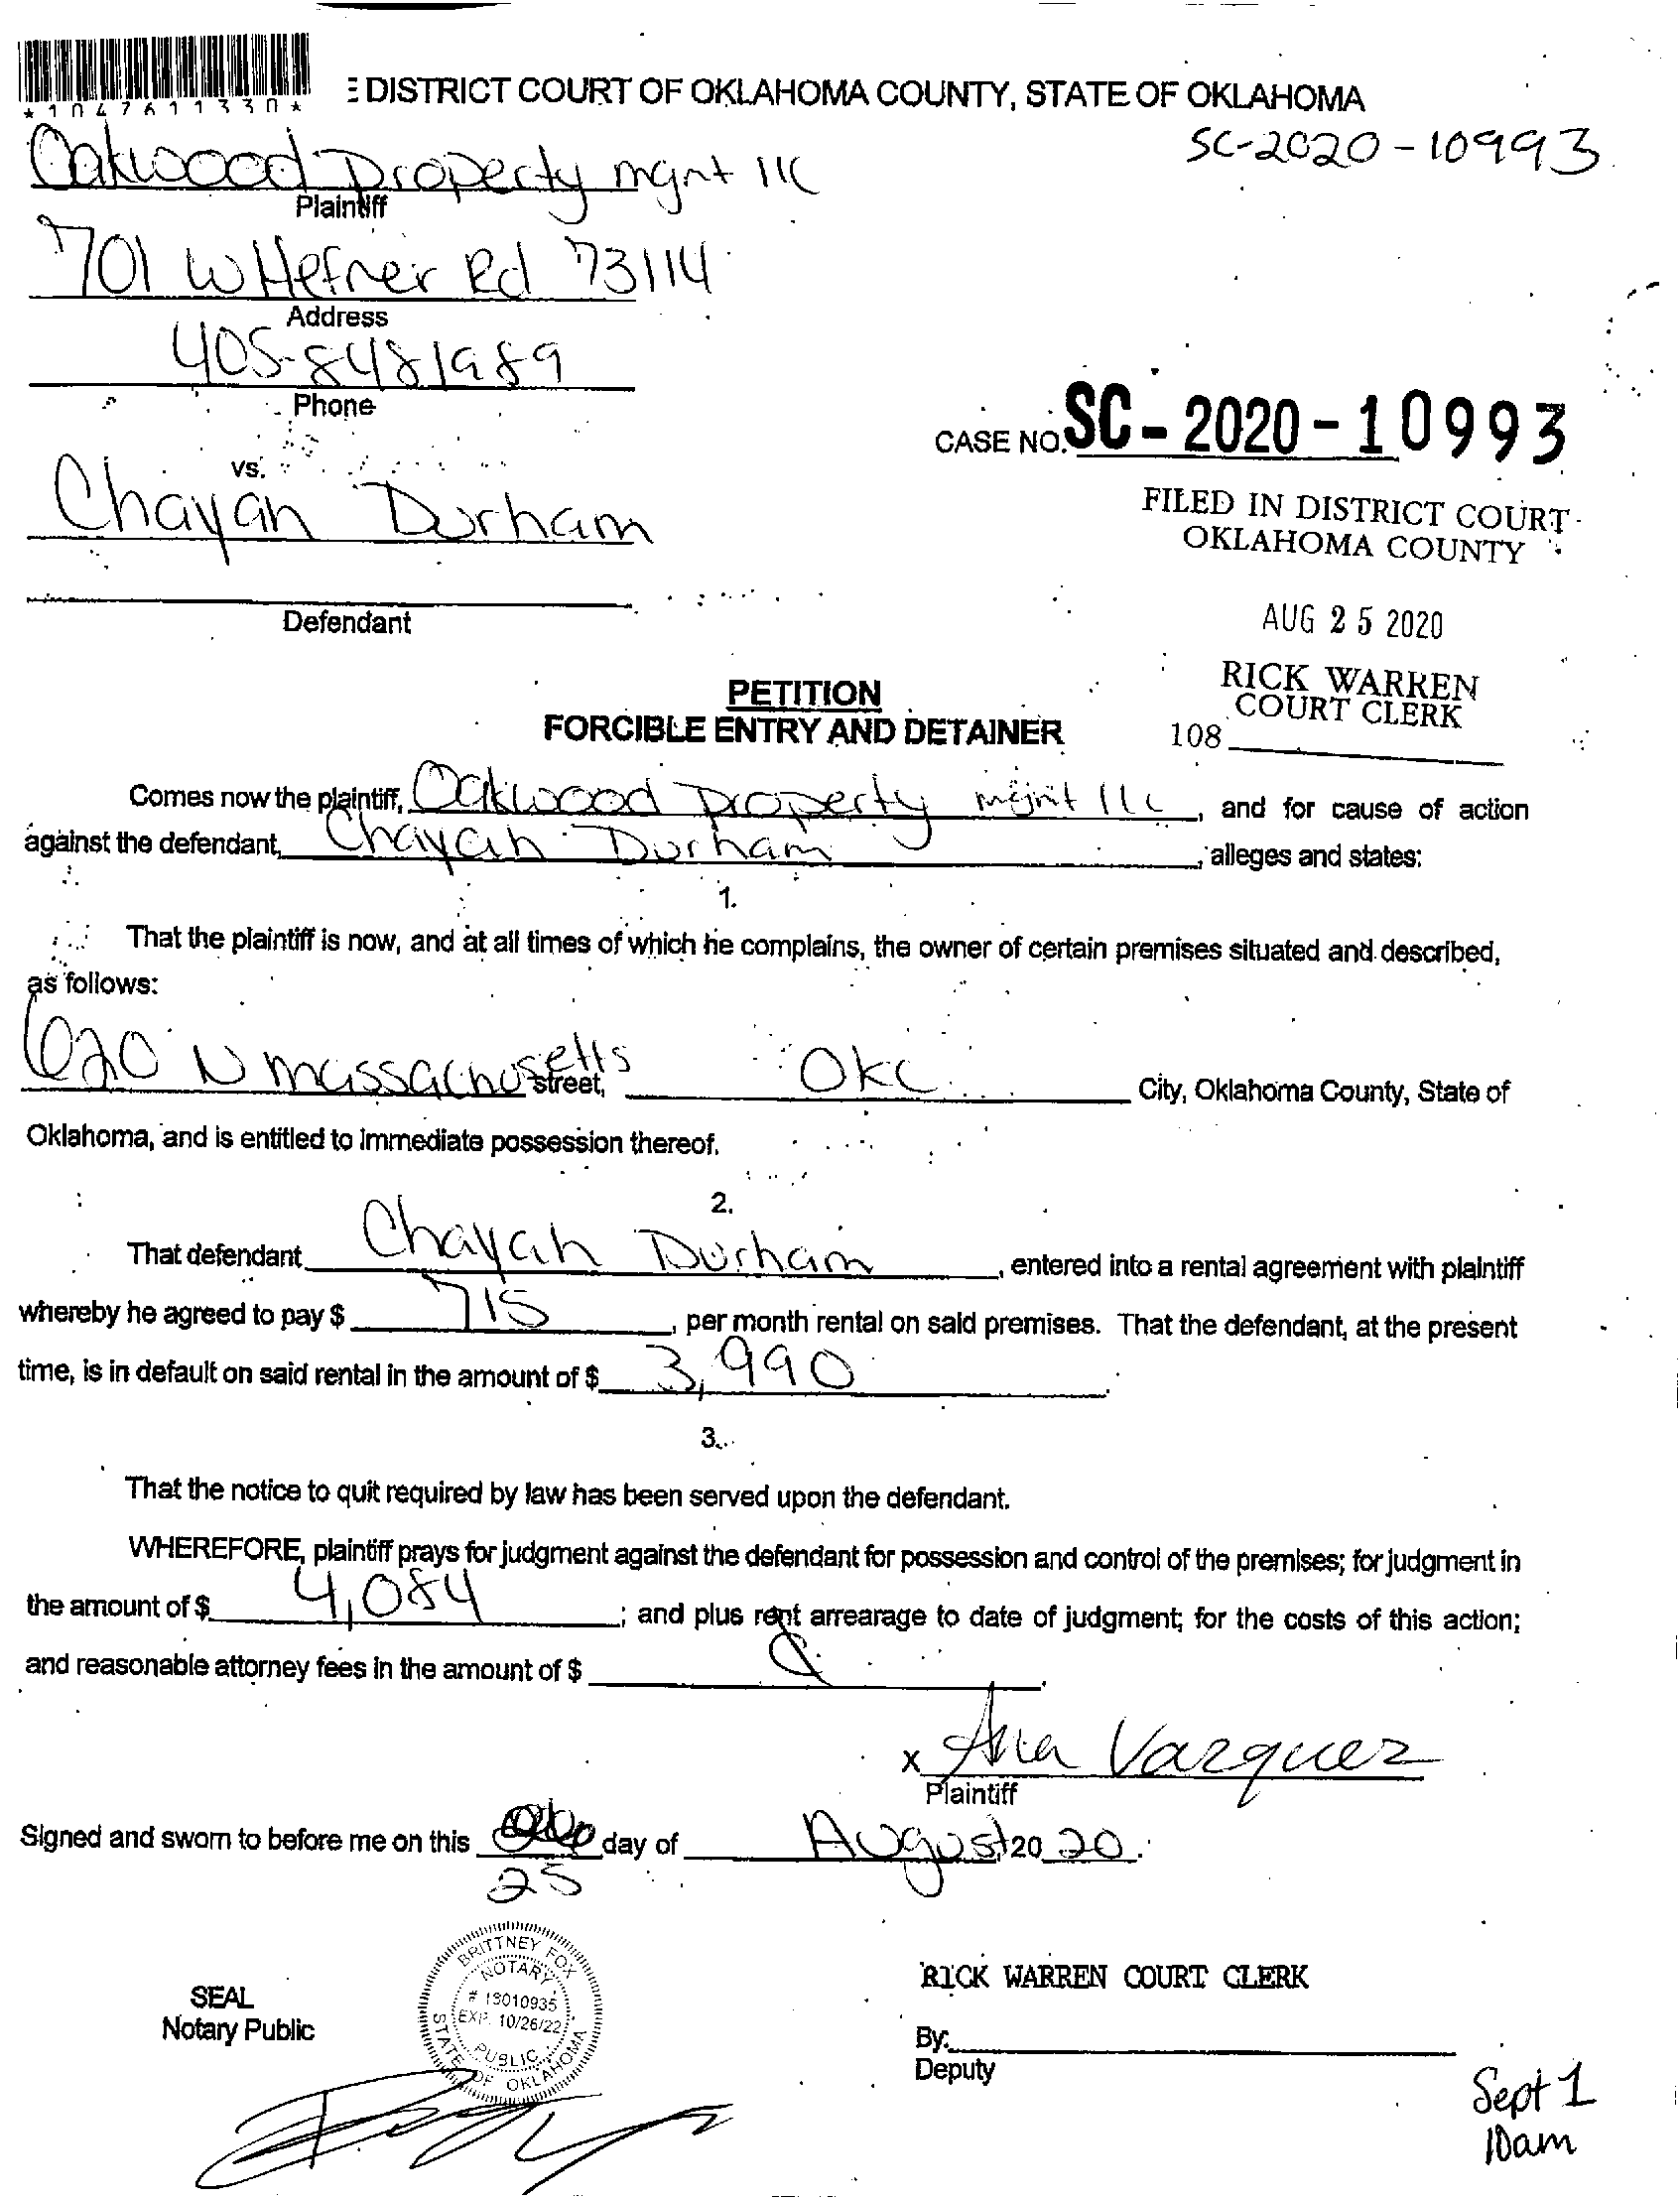 *1047611330*
E DISTRICT COURT OF OKLAHOMA COUNTY, STATE OF OKLAHOMA
SC-2020-10993
Oakwood Property mgnt llc
Plaintiff
701 W Hefner Rd 73114
Address
405-8481989
Phone
CASE NO. SC-2020-10993
vs.
Chayah Durham
FILED IN DISTRICT COURT
OKLAHOMA COUNTY
Defendant
AUG 25 2020
RICK WARREN
COURT CLERK
108
PETITION
FORCIBLE ENTRY AND DETAINER
Comes now the plaintiff, Oakwood Property mgnt llc, and for cause of action
against the defendant, Chayah Durham, alleges and states:
1.
That the plaintiff is now, and at all times of which he complains, the owner of certain premises situated and described,
as follows:
620 N massachusetts street, OKC City, Oklahoma County, State of
Oklahoma, and is entitled to immediate possession thereof.
2.
That defendant Chayah Durham, entered into a rental agreement with plaintiff
whereby he agreed to pay $ 715, per month rental on said premises. That the defendant, at the present
time, is in default on said rental in the amount of $ 3,990.
3.
That the notice to quit required by law has been served upon the defendant.
WHEREFORE, plaintiff prays for judgment against the defendant for possession and control of the premises; for judgment in
the amount of $ 4,084; and plus rent arrearage to date of judgment; for the costs of this action;
and reasonable attorney fees in the amount of $
x Ana Vazquez
Plaintiff
Signed and sworn to before me on this day of August, 20 20.
25
SEAL
Notary Public
BRITTNEY FOX
NOTARY
# 13010935
EXP. 10/26/22
PUBLIC
STATE OF OKLAHOMA
RICK WARREN COURT CLERK
By:
Deputy
Sept 1
10am